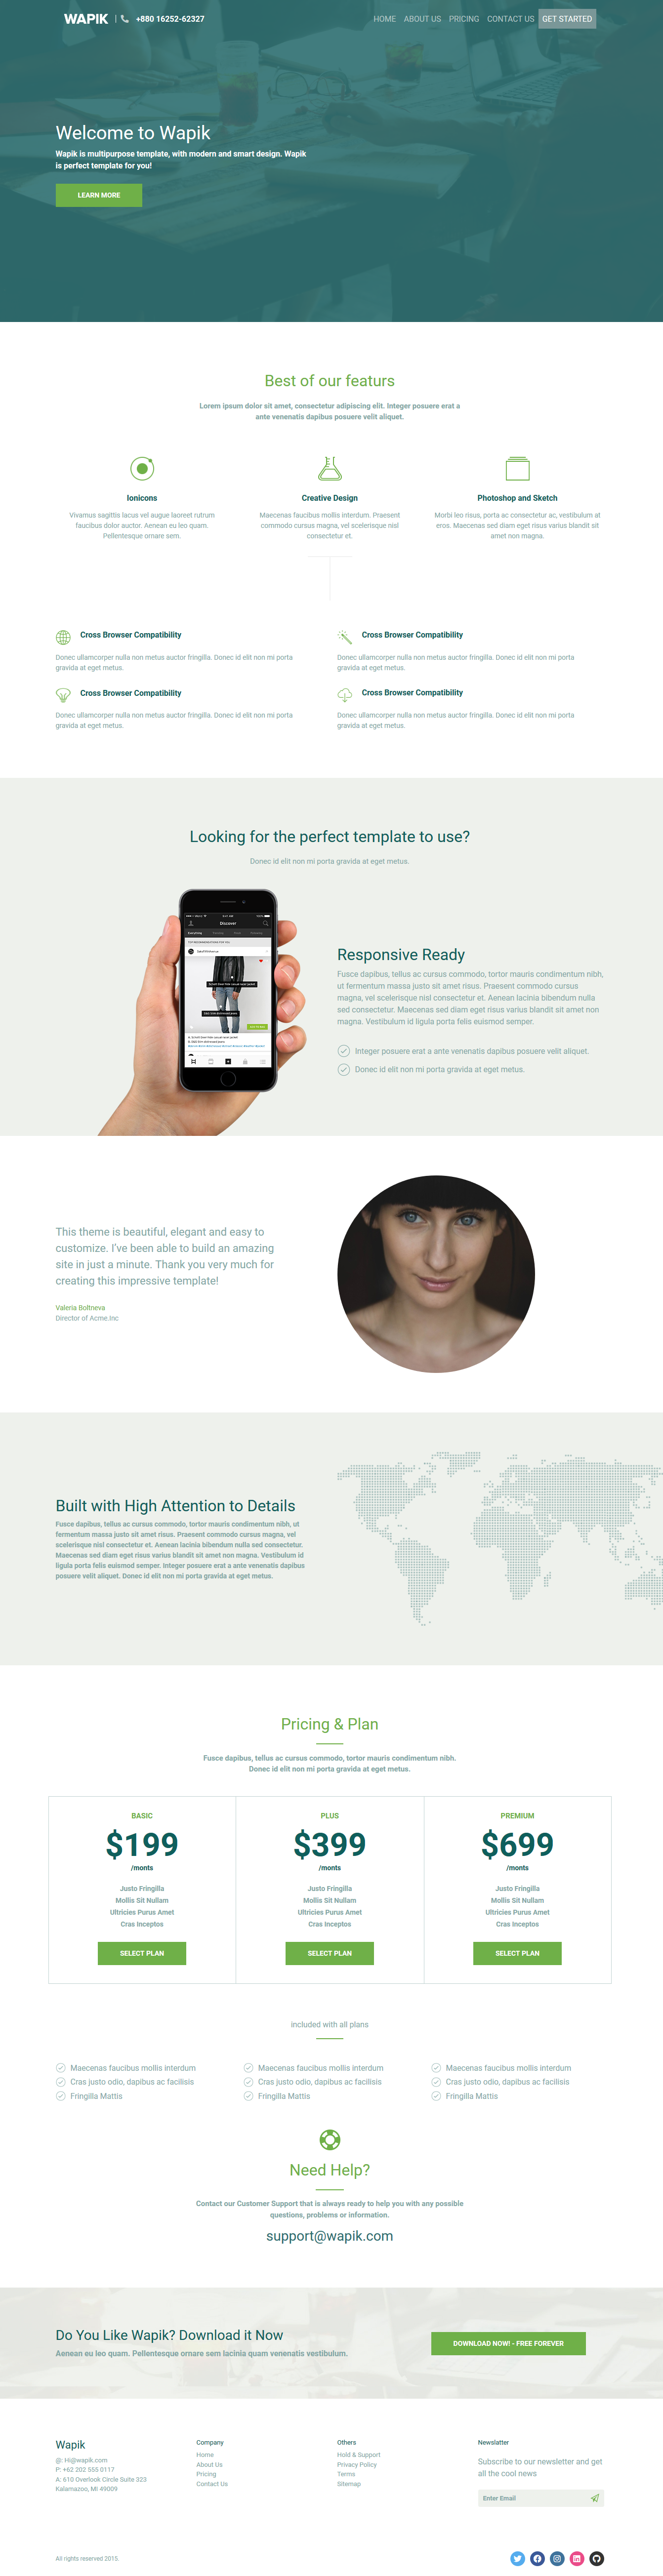 WAPIK | +880 16252-62327
HOME ABOUT US PRICING CONTACT US GET STARTED
Welcome to Wapik
Wapik is multipurpose template, with modern and smart design. Wapik
is perfect template for you!
LEARN MORE
Best of our featurs
Lorem ipsum dolor sit amet, consectetur adipiscing elit. Integer posuere erat a
ante venenatis dapibus posuere velit aliquet.
Ionicons
Vivamus sagittis lacus vel augue laoreet rutrum
faucibus dolor auctor. Aenean eu leo quam.
Pellentesque ornare sem.
Creative Design
Maecenas faucibus mollis interdum. Praesent
commodo cursus magna, vel scelerisque nisl
consectetur et.
Photoshop and Sketch
Morbi leo risus, porta ac consectetur ac, vestibulum at
eros. Maecenas sed diam eget risus varius blandit sit
amet non magna.
Cross Browser Compatibility
Donec ullamcorper nulla non metus auctor fringilla. Donec id elit non mi porta
gravida at eget metus.
Cross Browser Compatibility
Donec ullamcorper nulla non metus auctor fringilla. Donec id elit non mi porta
gravida at eget metus.
Cross Browser Compatibility
Donec ullamcorper nulla non metus auctor fringilla. Donec id elit non mi porta
gravida at eget metus.
Cross Browser Compatibility
Donec ullamcorper nulla non metus auctor fringilla. Donec id elit non mi porta
gravida at eget metus.
Looking for the perfect template to use?
Donec id elit non mi porta gravida at eget metus.
Discover
Responsive Ready
Fusce dapibus, tellus ac cursus commodo, tortor mauris condimentum nibh,
ut fermentum massa justo sit amet risus. Praesent commodo cursus
magna, vel scelerisque nisl consectetur et. Aenean lacinia bibendum nulla
sed consectetur. Maecenas sed diam eget risus varius blandit sit amet non
magna. Vestibulum id ligula porta felis euismod semper.
Integer posuere erat a ante venenatis dapibus posuere velit aliquet.
Donec id elit non mi porta gravida at eget metus.
This theme is beautiful, elegant and easy to
customize. I've been able to build an amazing
site in just a minute. Thank you very much for
creating this impressive template!
Valeria Boltneva
Director of Acme.Inc
Built with High Attention to Details
Fusce dapibus, tellus ac cursus commodo, tortor mauris condimentum nibh, ut
fermentum massa justo sit amet risus. Praesent commodo cursus magna, vel
scelerisque nisl consectetur et. Aenean lacinia bibendum nulla sed consectetur.
Maecenas sed diam eget risus varius blandit sit amet non magna. Vestibulum id
ligula porta felis euismod semper. Integer posuere erat a ante venenatis dapibus
posuere velit aliquet. Donec id elit non mi porta gravida at eget metus.
Pricing & Plan
Fusce dapibus, tellus ac cursus commodo, tortor mauris condimentum nibh.
Donec id elit non mi porta gravida at eget metus.
BASIC
$199
/monts
Justo Fringilla
Mollis Sit Nullam
Ultricies Purus Amet
Cras Inceptos
SELECT PLAN
PLUS
$399
/monts
Justo Fringilla
Mollis Sit Nullam
Ultricies Purus Amet
Cras Inceptos
SELECT PLAN
PREMIUM
$699
/monts
Justo Fringilla
Mollis Sit Nullam
Ultricies Purus Amet
Cras Inceptos
SELECT PLAN
included with all plans
Maecenas faucibus mollis interdum
Cras justo odio, dapibus ac facilisis
Fringilla Mattis
Maecenas faucibus mollis interdum
Cras justo odio, dapibus ac facilisis
Fringilla Mattis
Maecenas faucibus mollis interdum
Cras justo odio, dapibus ac facilisis
Fringilla Mattis
Need Help?
Contact our Customer Support that is always ready to help you with any possible
questions, problems or information.
support@wapik.com
Do You Like Wapik? Download it Now
Aenean eu leo quam. Pellentesque ornare sem lacinia quam venenatis vestibulum.
DOWNLOAD NOW! - FREE FOREVER
Wapik
@: Hi@wapik.com
P: +62 202 555 0117
A: 610 Overlook Circle Suite 323
Kalamazoo, MI 49009
Company
Home
About Us
Pricing
Contact Us
Others
Hold & Support
Privacy Policy
Terms
Sitemap
Newslatter
Subscribe to our newsletter and get
all the cool news
Enter Email
All rights reserved 2015.